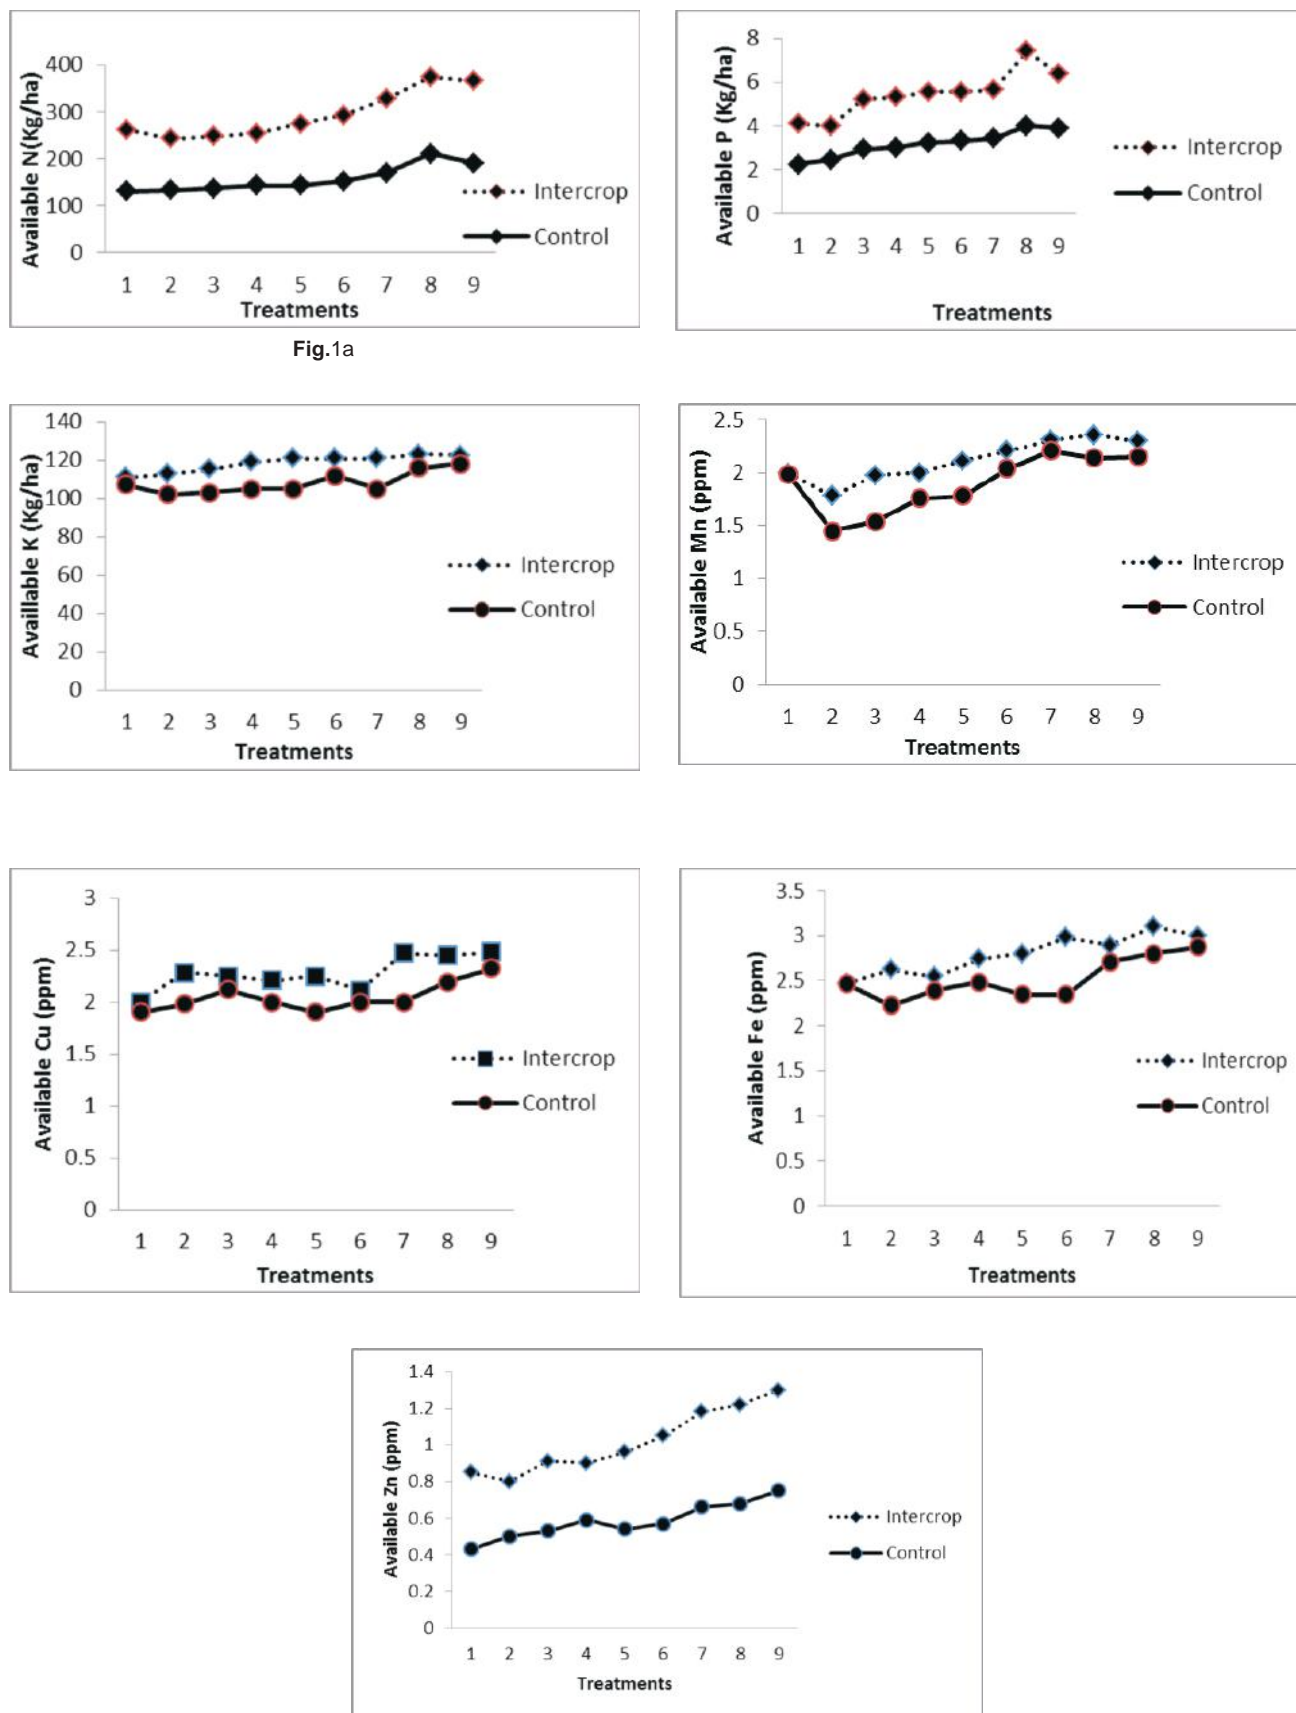 400
300
200
100
0
Available N(Kg/ha)
Intercrop
Control
1 2 3 4 5 6 7 8 9
Treatments
Fig.1a
8
6
4
2
0
Available P (Kg/ha)
Intercrop
Control
1 2 3 4 5 6 7 8 9
Treatments
140
120
100
80
60
40
20
0
Availlable K (Kg/ha)
Intercrop
Control
1 2 3 4 5 6 7 8 9
Treatments
2.5
2
1.5
1
0.5
0
Available Mn (ppm)
Intercrop
Control
1 2 3 4 5 6 7 8 9
Treatments
3
2.5
2
1.5
1
0.5
0
Available Cu (ppm)
Intercrop
Control
1 2 3 4 5 6 7 8 9
Treatments
3.5
3
2.5
2
1.5
1
0.5
0
Available Fe (ppm)
Intercrop
Control
1 2 3 4 5 6 7 8 9
Treatments
1.4
1.2
1
0.8
0.6
0.4
0.2
0
Available Zn (ppm)
Intercrop
Control
1 2 3 4 5 6 7 8 9
Treatments